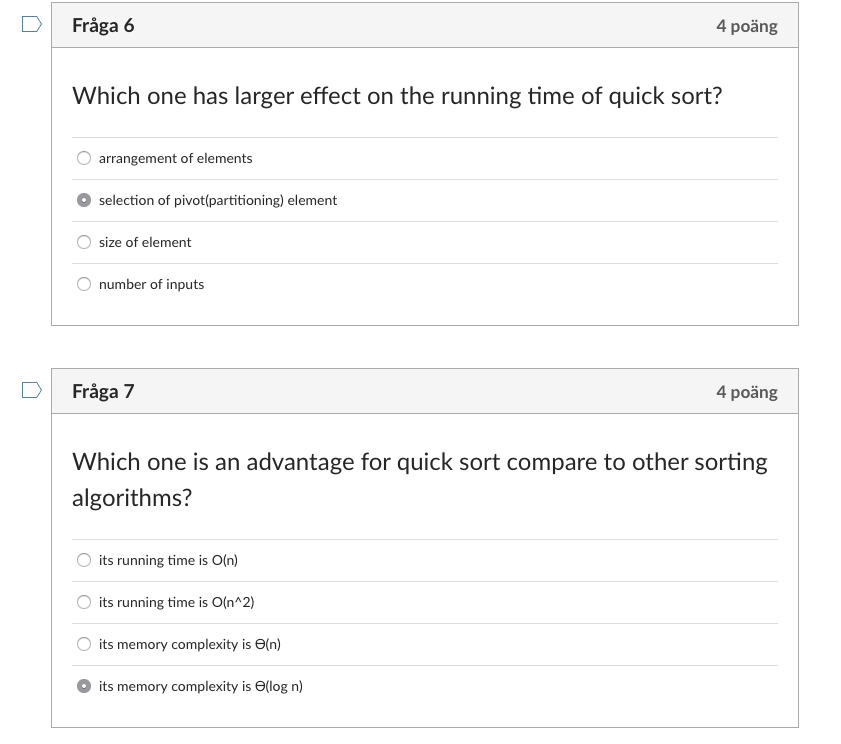 Fråga 6
4 poäng
Which one has larger effect on the running time of quick sort?
arrangement of elements
selection of pivot(partitioning) element
size of element
number of inputs
Fråga 7
4 poäng
Which one is an advantage for quick sort compare to other sorting
algorithms?
its running time is O(n)
its running time is O(n^2)
its memory complexity is Θ(n)
its memory complexity is Θ(log n)